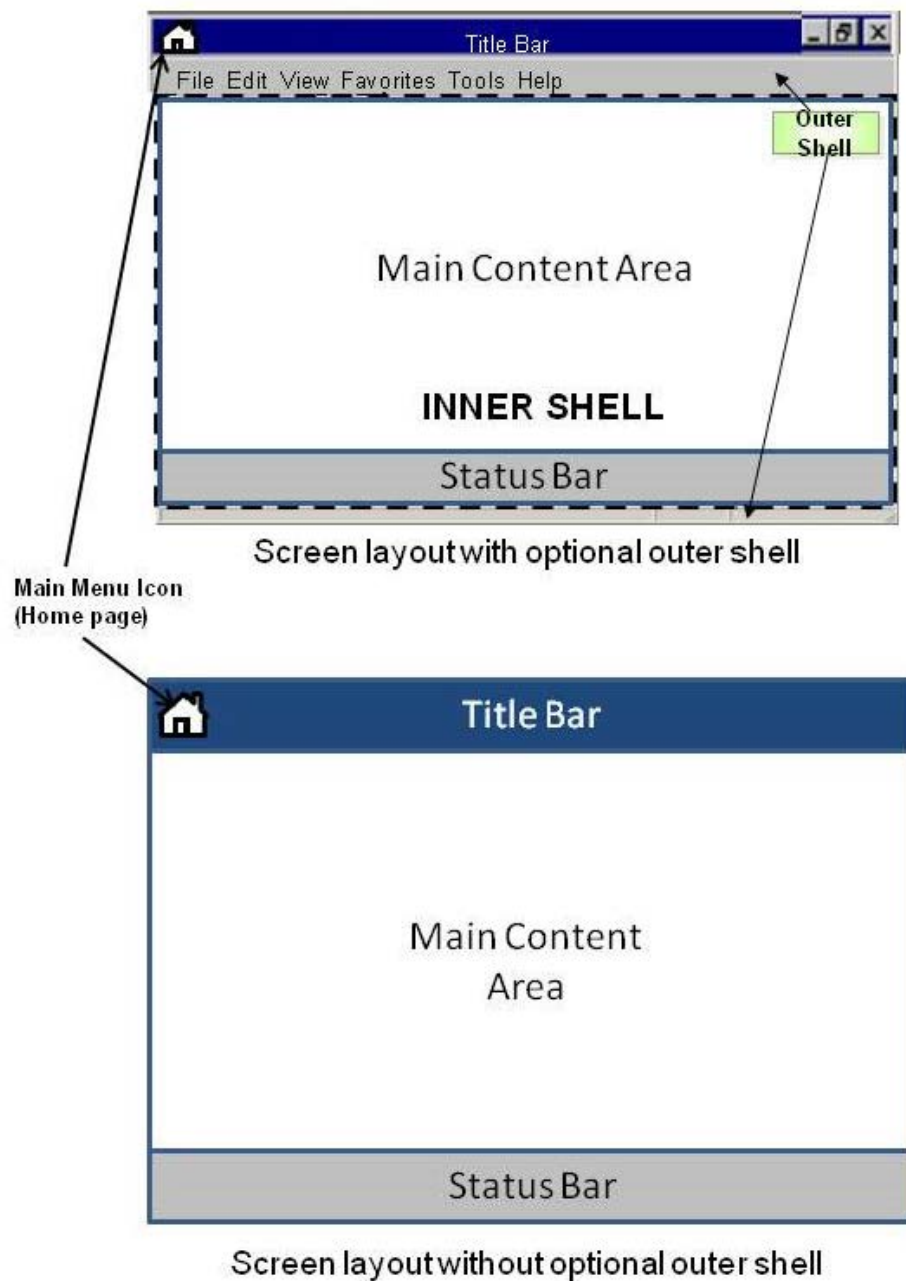 Title Bar
File Edit View Favorites Tools Help
Outer
Shell
Main Content Area
INNER SHELL
Status Bar
Screen layout with optional outer shell
Main Menu Icon
(Home page)
Title Bar
Main Content
Area
Status Bar
Screen layout without optional outer shell